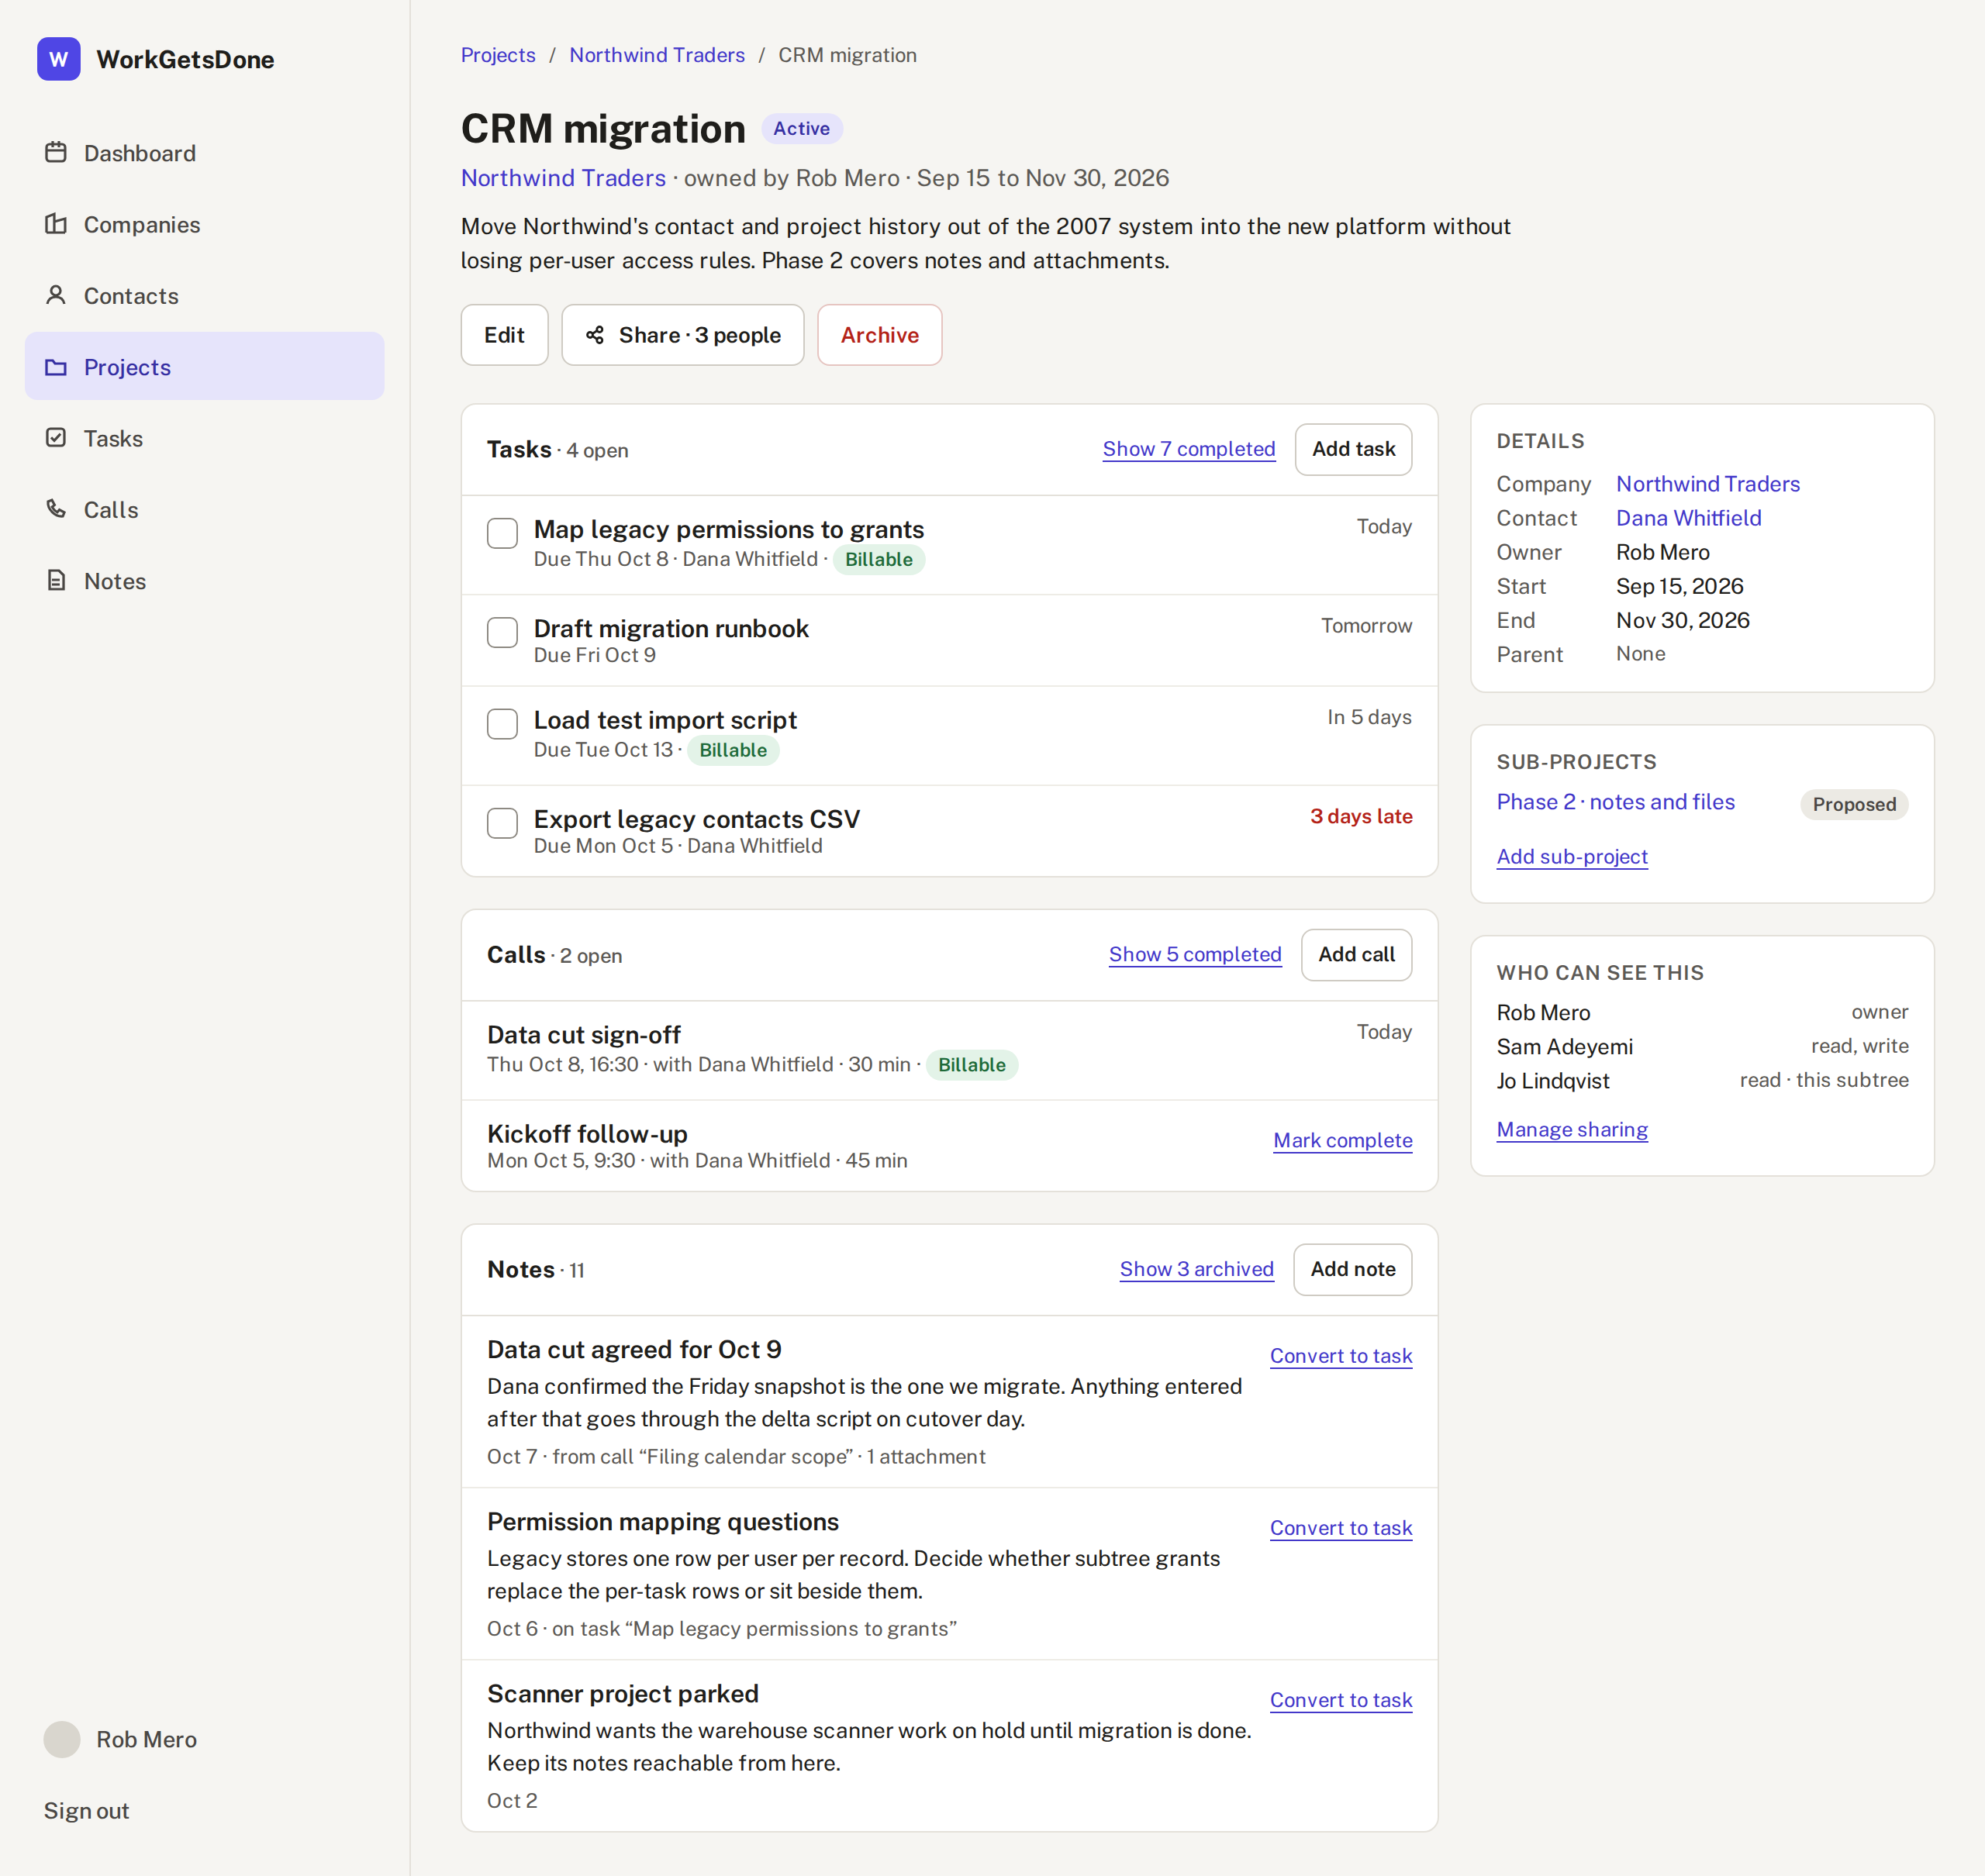 W WorkGetsDone
Dashboard
Companies
Contacts
Projects
Tasks
Calls
Notes
Rob Mero
Sign out
Projects / Northwind Traders / CRM migration
CRM migration Active
Northwind Traders · owned by Rob Mero · Sep 15 to Nov 30, 2026
Move Northwind's contact and project history out of the 2007 system into the new platform without
losing per-user access rules. Phase 2 covers notes and attachments.
Edit Share · 3 people Archive
Tasks · 4 open Show 7 completed Add task
Map legacy permissions to grants Today
Due Thu Oct 8 · Dana Whitfield · Billable
Draft migration runbook Tomorrow
Due Fri Oct 9
Load test import script In 5 days
Due Tue Oct 13 · Billable
Export legacy contacts CSV 3 days late
Due Mon Oct 5 · Dana Whitfield
Calls · 2 open Show 5 completed Add call
Data cut sign-off Today
Thu Oct 8, 16:30 · with Dana Whitfield · 30 min · Billable
Kickoff follow-up Mark complete
Mon Oct 5, 9:30 · with Dana Whitfield · 45 min
Notes · 11 Show 3 archived Add note
Data cut agreed for Oct 9 Convert to task
Dana confirmed the Friday snapshot is the one we migrate. Anything entered
after that goes through the delta script on cutover day.
Oct 7 · from call “Filing calendar scope” · 1 attachment
Permission mapping questions Convert to task
Legacy stores one row per user per record. Decide whether subtree grants
replace the per-task rows or sit beside them.
Oct 6 · on task “Map legacy permissions to grants”
Scanner project parked Convert to task
Northwind wants the warehouse scanner work on hold until migration is done.
Keep its notes reachable from here.
Oct 2
DETAILS
Company Northwind Traders
Contact Dana Whitfield
Owner Rob Mero
Start Sep 15, 2026
End Nov 30, 2026
Parent None
SUB-PROJECTS
Phase 2 · notes and files Proposed
Add sub-project
WHO CAN SEE THIS
Rob Mero owner
Sam Adeyemi read, write
Jo Lindqvist read · this subtree
Manage sharing